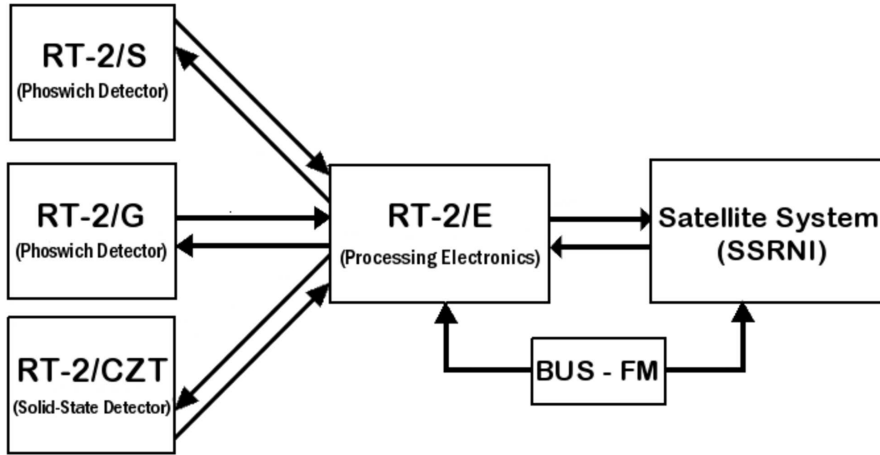 RT-2/S
(Phoswich Detector)
RT-2/G
(Phoswich Detector)
RT-2/CZT
(Solid-State Detector)
RT-2/E
(Processing Electronics)
Satellite System
(SSRNI)
BUS - FM